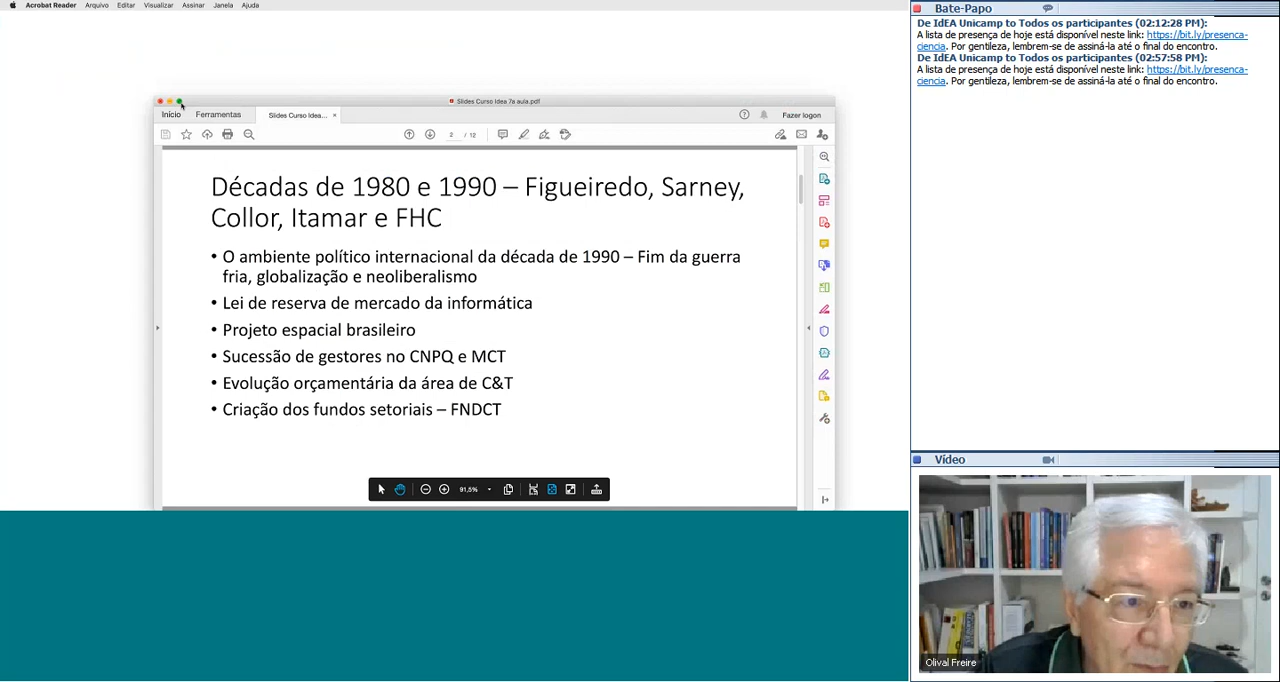 Acrobat Reader Arquivo Editar Visualizar Assinar Janela Ajuda
Slides Curso Idea 7a aula.pdf
Início Ferramentas Slides Curso Idea... × Fazer logon
2 / 12
Décadas de 1980 e 1990 – Figueiredo, Sarney,
Collor, Itamar e FHC
• O ambiente político internacional da década de 1990 – Fim da guerra
fria, globalização e neoliberalismo
• Lei de reserva de mercado da informática
• Projeto espacial brasileiro
• Sucessão de gestores no CNPQ e MCT
• Evolução orçamentária da área de C&T
• Criação dos fundos setoriais – FNDCT
91,5%
Bate-Papo
De IdEA Unicamp to Todos os participantes (02:12:28 PM):
A lista de presença de hoje está disponível neste link: https://bit.ly/presenca-
ciencia. Por gentileza, lembrem-se de assiná-la até o final do encontro.
De IdEA Unicamp to Todos os participantes (02:57:58 PM):
A lista de presença de hoje está disponível neste link: https://bit.ly/presenca-
ciencia. Por gentileza, lembrem-se de assiná-la até o final do encontro.
Vídeo
Olival Freire